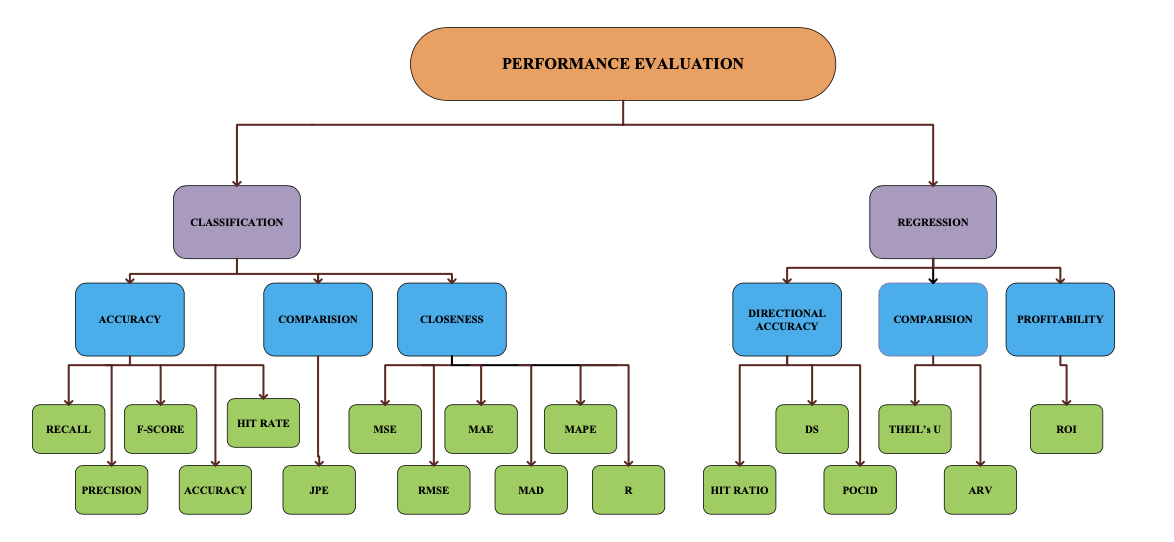 PERFORMANCE EVALUATION
CLASSIFICATION
REGRESSION
ACCURACY
COMPARISION
CLOSENESS
DIRECTIONAL
ACCURACY
COMPARISION
PROFITABILITY
RECALL
F-SCORE
HIT RATE
MSE
MAE
MAPE
DS
THEIL's U
ROI
PRECISION
ACCURACY
JPE
RMSE
MAD
R
HIT RATIO
POCID
ARV